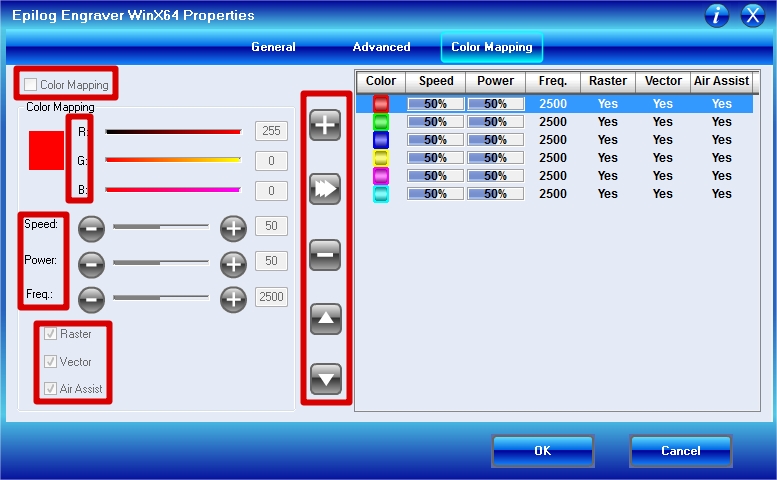 Epilog Engraver WinX64 Properties
i X
General Advanced Color Mapping
Color Mapping
Color Mapping
R: 255
G: 0
B: 0
Speed: 50
Power: 50
Freq.: 2500
Raster
Vector
Air Assist
Color Speed Power Freq. Raster Vector Air Assist
50% 50% 2500 Yes Yes Yes
50% 50% 2500 Yes Yes Yes
50% 50% 2500 Yes Yes Yes
50% 50% 2500 Yes Yes Yes
50% 50% 2500 Yes Yes Yes
50% 50% 2500 Yes Yes Yes
OK Cancel